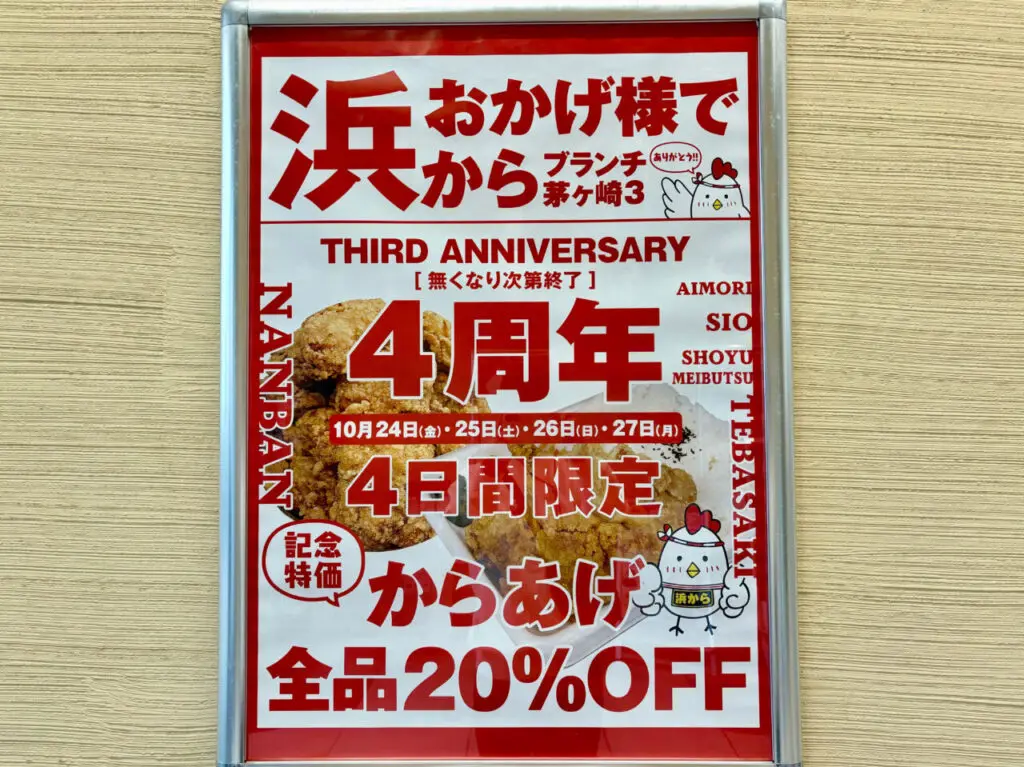 浜から
おかげ様で
ブランチ
茅ヶ崎3
ありがとう!!
THIRD ANNIVERSARY
[ 無くなり次第終了 ]
4周年
10月24日(金)・25日(土)・26日(日)・27日(月)
4日間限定
NANBAN
AIMORI
SIO
SHOYU
MEIBUTSU
TEBASAKI
記念
特価
からあげ
浜から
全品20%OFF